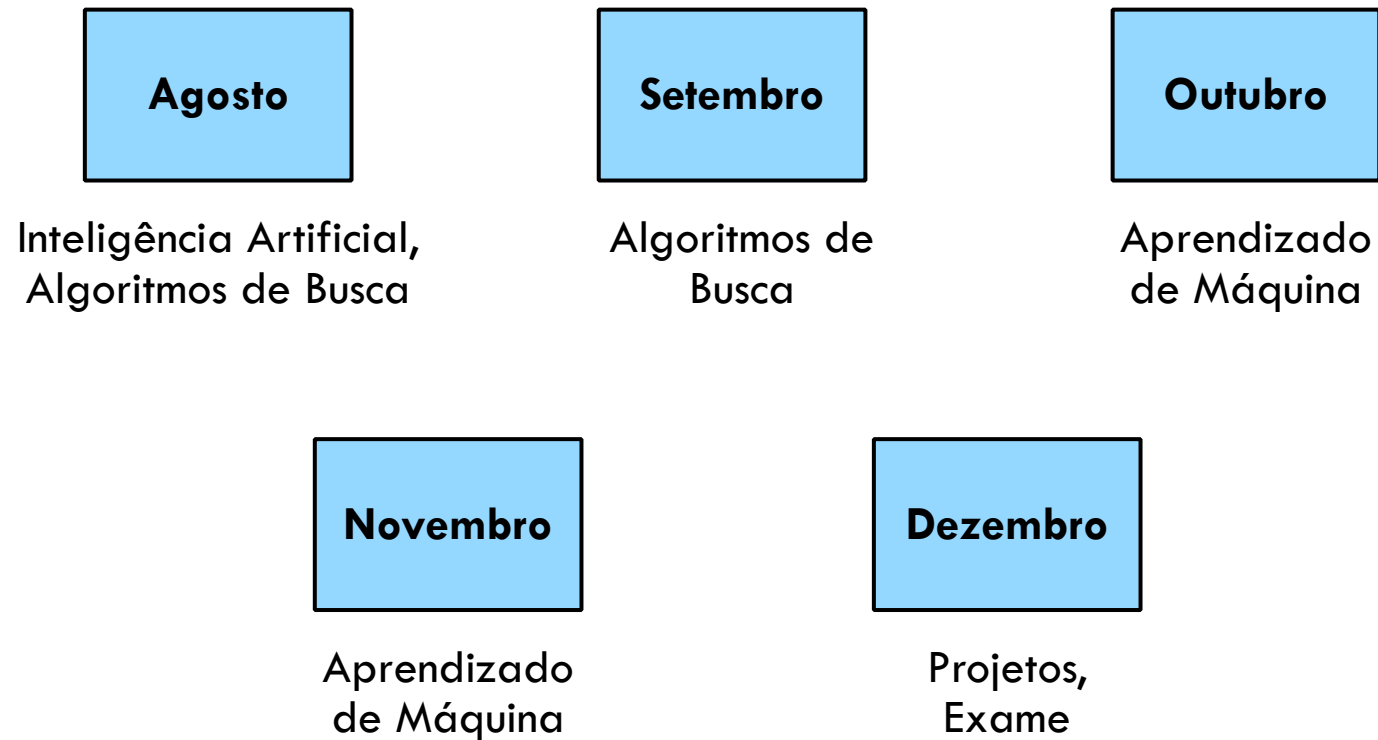 Agosto
Setembro
Outubro
Inteligência Artificial,
Algoritmos de Busca
Algoritmos de
Busca
Aprendizado
de Máquina
Novembro
Dezembro
Aprendizado
de Máquina
Projetos,
Exame